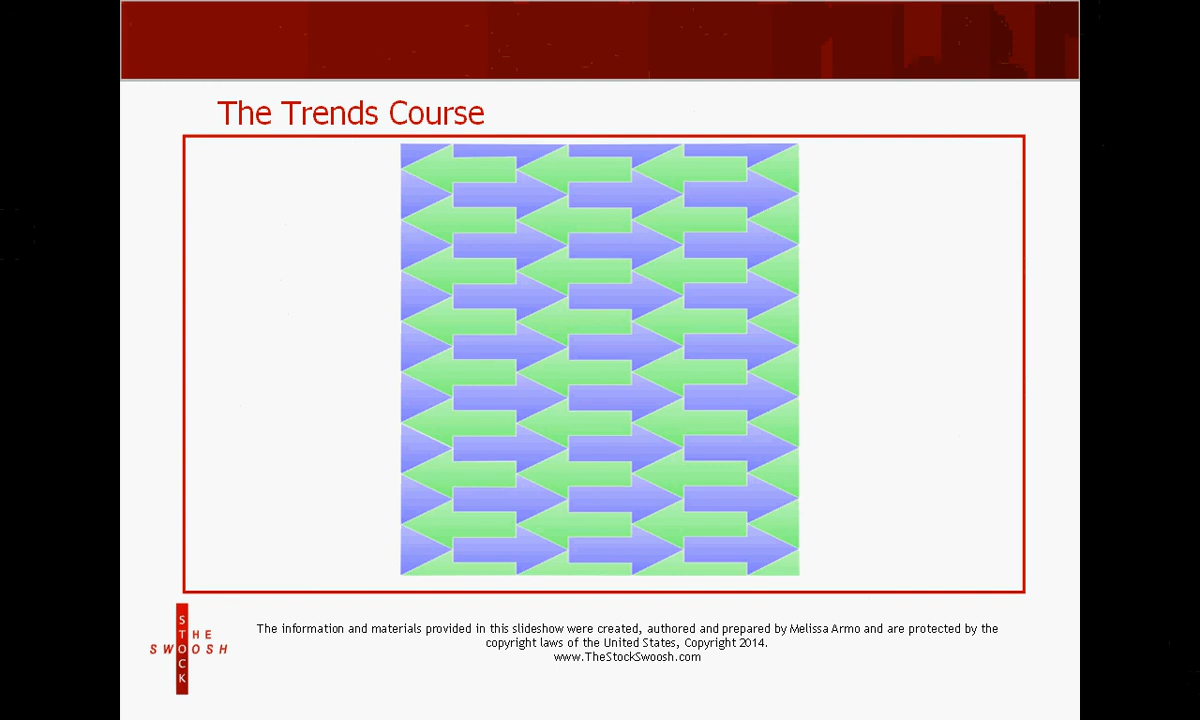 The Trends Course
The information and materials provided in this slideshow were created, authored and prepared by Melissa Armo and are protected by the
copyright laws of the United States, Copyright 2014.
www.TheStockSwoosh.com
THE
STOCK
SWOOSH